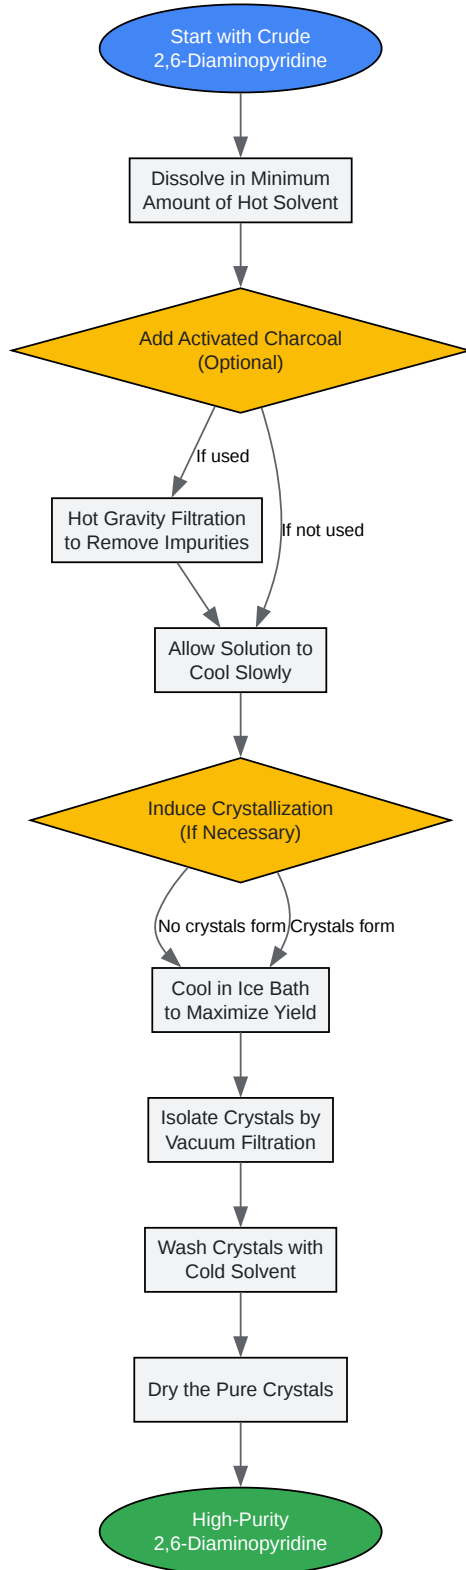 Start with Crude
2,6-Diaminopyridine
Dissolve in Minimum
Amount of Hot Solvent
Add Activated Charcoal
(Optional)
If used
Hot Gravity Filtration
to Remove Impurities
If not used
Allow Solution to
Cool Slowly
Induce Crystallization
(If Necessary)
No crystals form
Crystals form
Cool in Ice Bath
to Maximize Yield
Isolate Crystals by
Vacuum Filtration
Wash Crystals with
Cold Solvent
Dry the Pure Crystals
High-Purity
2,6-Diaminopyridine